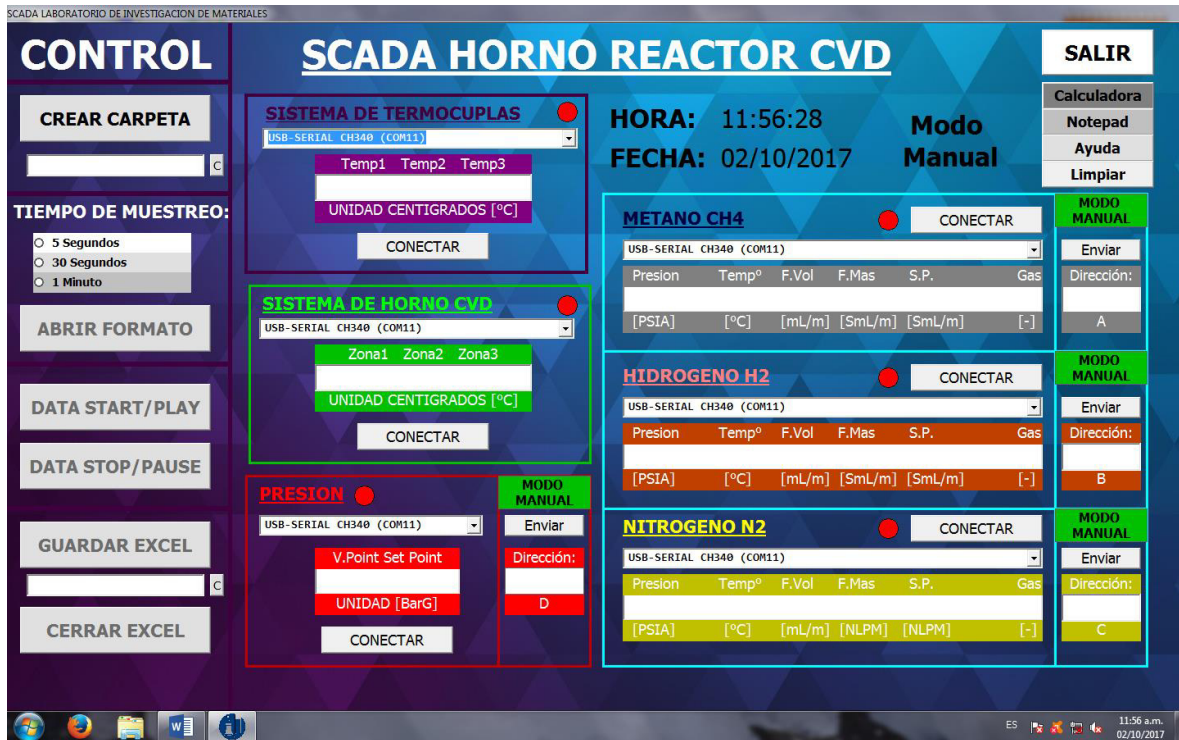 SCADA LABORATORIO DE INVESTIGACION DE MATERIALES
CONTROL
SCADA HORNO REACTOR CVD
SALIR
CREAR CARPETA
C
TIEMPO DE MUESTREO:
5 Segundos
30 Segundos
1 Minuto
ABRIR FORMATO
DATA START/PLAY
DATA STOP/PAUSE
GUARDAR EXCEL
C
CERRAR EXCEL
SISTEMA DE TERMOCUPLAS
USB-SERIAL CH340 (COM11)
Temp1 Temp2 Temp3
UNIDAD CENTIGRADOS [ºC]
CONECTAR
SISTEMA DE HORNO CVD
USB-SERIAL CH340 (COM11)
Zona1 Zona2 Zona3
UNIDAD CENTIGRADOS [ºC]
CONECTAR
PRESION
USB-SERIAL CH340 (COM11)
V.Point Set Point
UNIDAD [BarG]
CONECTAR
MODO
MANUAL
Enviar
Dirección:
D
HORA: 11:56:28
FECHA: 02/10/2017
Modo
Manual
Calculadora
Notepad
Ayuda
Limpiar
METANO CH4
CONECTAR
USB-SERIAL CH340 (COM11)
Presion Tempº F.Vol F.Mas S.P. Gas
[PSIA] [ºC] [mL/m] [SmL/m] [SmL/m] [-]
MODO
MANUAL
Enviar
Dirección:
A
HIDROGENO H2
CONECTAR
USB-SERIAL CH340 (COM11)
Presion Tempº F.Vol F.Mas S.P. Gas
[PSIA] [ºC] [mL/m] [SmL/m] [SmL/m] [-]
MODO
MANUAL
Enviar
Dirección:
B
NITROGENO N2
CONECTAR
USB-SERIAL CH340 (COM11)
Presion Tempº F.Vol F.Mas S.P. Gas
[PSIA] [ºC] [mL/m] [NLPM] [NLPM] [-]
MODO
MANUAL
Enviar
Dirección:
C
W
ES
11:56 a.m.
02/10/2017